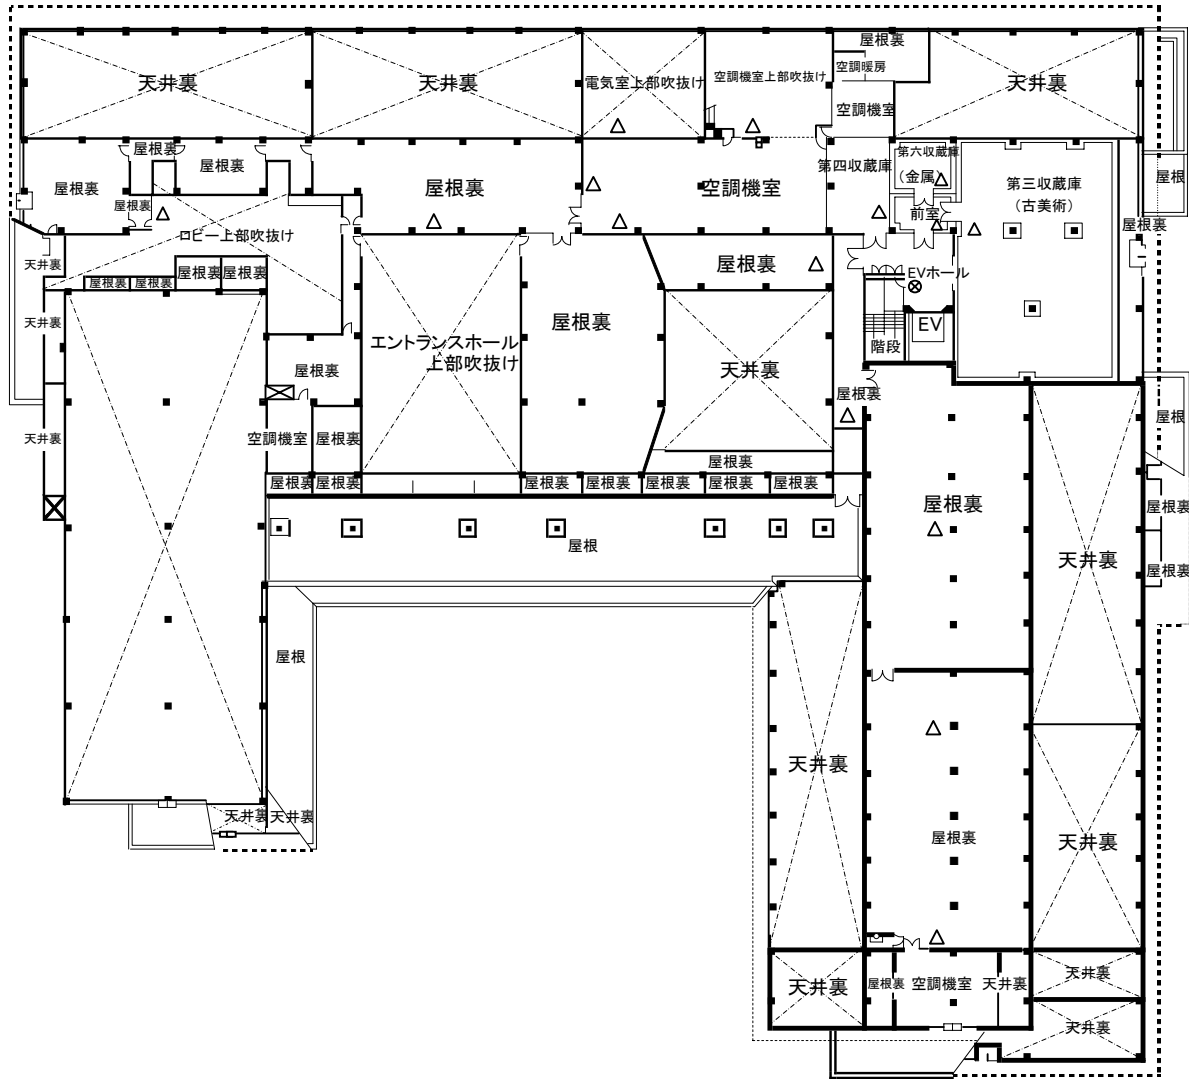 屋根裏
天井裏
天井裏
電気室上部吹抜け
空調機室上部吹抜け
空調暖房
天井裏
空調機室
屋根裏
屋根裏
第四収蔵庫
第六収蔵庫
(金属)
第三収蔵庫
(古美術)
屋根
屋根裏
屋根裏
空調機室
屋根裏
前室
屋根裏
ロビー上部吹抜け
天井裏
屋根裏
屋根裏
屋根裏
屋根裏
屋根裏
EVホール
天井裏
屋根裏
EV
エントランスホール
上部吹抜け
階段
屋根裏
天井裏
屋根裏
屋根
天井裏
空調機室
屋根裏
屋根裏
屋根裏
屋根裏
屋根裏
屋根裏
屋根裏
屋根裏
屋根裏
屋根裏
屋根裏
屋根
天井裏
屋根裏
屋根
天井裏
天井裏
天井裏
屋根裏
天井裏
天井裏
天井裏
屋根裏
空調機室
天井裏
天井裏
天井裏